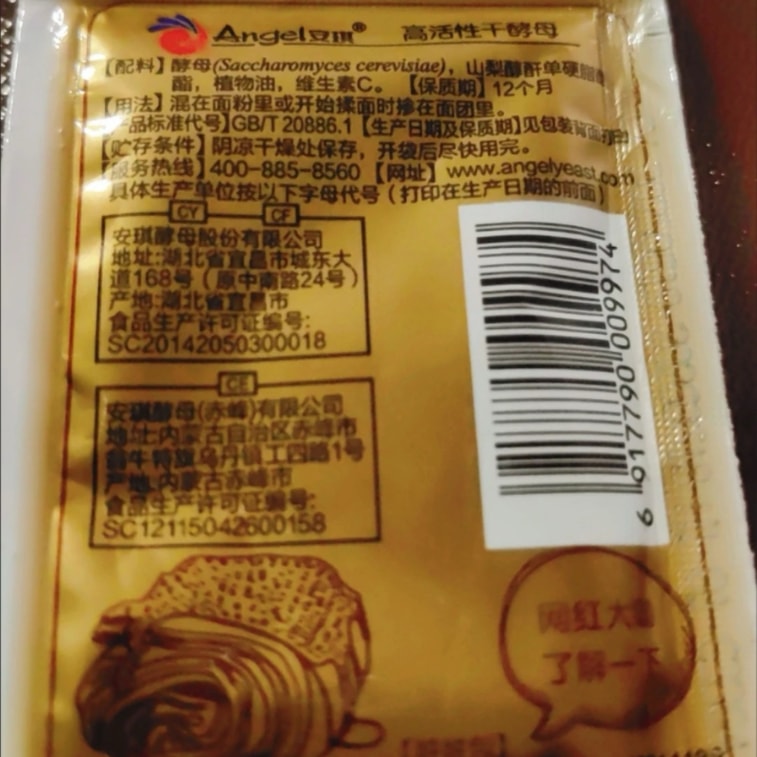 Angel安琪® 高活性干酵母
【配料】酵母(Saccharomyces cerevisiae)，山梨醇酐单硬脂酸
酯，植物油，维生素C。【保质期】12个月
【用法】混在面粉里或开始揉面时掺在面团里。
产品标准代号】GB/T 20886.1【生产日期及保质期】见包装背面
【贮存条件】阴凉干燥处保存，开袋后尽快用完。
【服务热线】400-885-8560【网址】www.angelyeast.com
具体生产单位按以下字母代号（打印在生产日期的前面）
CY CF
安琪酵母股份有限公司
地址:湖北省宜昌市城东大
道168号（原中南路24号）
产地:湖北省宜昌市
食品生产许可证编号:
SC20142050300018
CE
安琪酵母(赤峰)有限公司
地址:内蒙古自治区赤峰市
翁牛特旗乌丹镇工四路1号
产地:内蒙古赤峰市
食品生产许可证编号:
SC12115042600158
6 917790 009974
网红大
了解一下